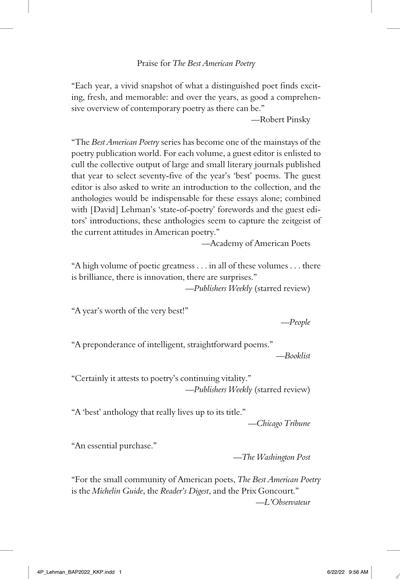 Praise for The Best American Poetry
“Each year, a vivid snapshot of what a distinguished poet finds excit-
ing, fresh, and memorable: and over the years, as good a comprehen-
sive overview of contemporary poetry as there can be.”
—Robert Pinsky
“The Best American Poetry series has become one of the mainstays of the
poetry publication world. For each volume, a guest editor is enlisted to
cull the collective output of large and small literary journals published
that year to select seventy-five of the year’s ‘best’ poems. The guest
editor is also asked to write an introduction to the collection, and the
anthologies would be indispensable for these essays alone; combined
with [David] Lehman’s ‘state-of-poetry’ forewords and the guest edi-
tors’ introductions, these anthologies seem to capture the zeitgeist of
the current attitudes in American poetry.”
—Academy of American Poets
“A high volume of poetic greatness . . . in all of these volumes . . . there
is brilliance, there is innovation, there are surprises.”
—Publishers Weekly (starred review)
“A year’s worth of the very best!”
—People
“A preponderance of intelligent, straightforward poems.”
—Booklist
“Certainly it attests to poetry’s continuing vitality.”
—Publishers Weekly (starred review)
“A ‘best’ anthology that really lives up to its title.”
—Chicago Tribune
“An essential purchase.”
—The Washington Post
“For the small community of American poets, The Best American Poetry
is the Michelin Guide, the Reader’s Digest, and the Prix Goncourt.”
—L’Observateur
4P_Lehman_BAP2022_KKP.indd 1
6/22/22 9:56 AM